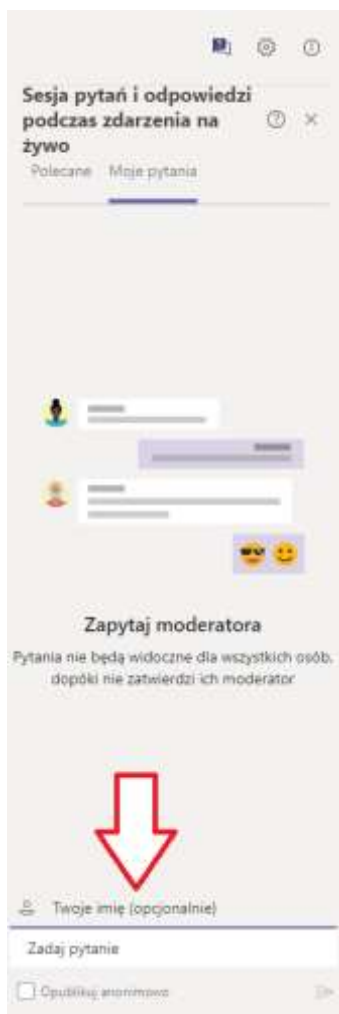 Sesja pytań i odpowiedzi
podczas zdarzenia na
żywo
Polecane Moje pytania
Zapytaj moderatora
Pytania nie będą widoczne dla wszystkich osób,
dopóki nie zatwierdzi ich moderator
Twoje imię (opcjonalnie)
Zadaj pytanie
Opublikuj anonimowo